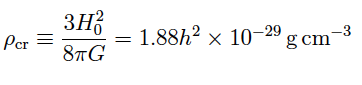 ρcr ≡ 3H₀² / 8πG = 1.88h² × 10⁻²⁹ g cm⁻³